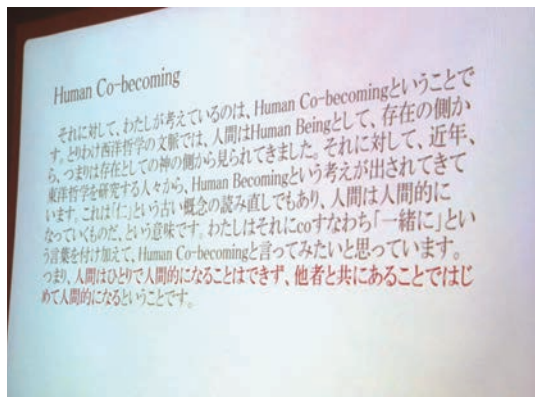 Human Co-becoming
それに対して、わたしが考えているのは、Human Co-becomingということで
す。とりわけ西洋哲学の文脈では、人間はHuman Beingとして、存在の側か
ら、つまりは存在としての神の側から見られてきました。それに対して、近年、
東洋哲学を研究する人々から、Human Becomingという考えが出されてきて
います。これは「仁」という古い概念の読み直しでもあり、人間は人間的に
なっていくものだ、という意味です。わたしはそれにcoすなわち「一緒に」とい
う言葉を付け加えて、Human Co-becomingと言ってみたいと思っています。
つまり、人間はひとりで人間的になることはできず、他者と共にあることではじ
めて人間的になるということです。